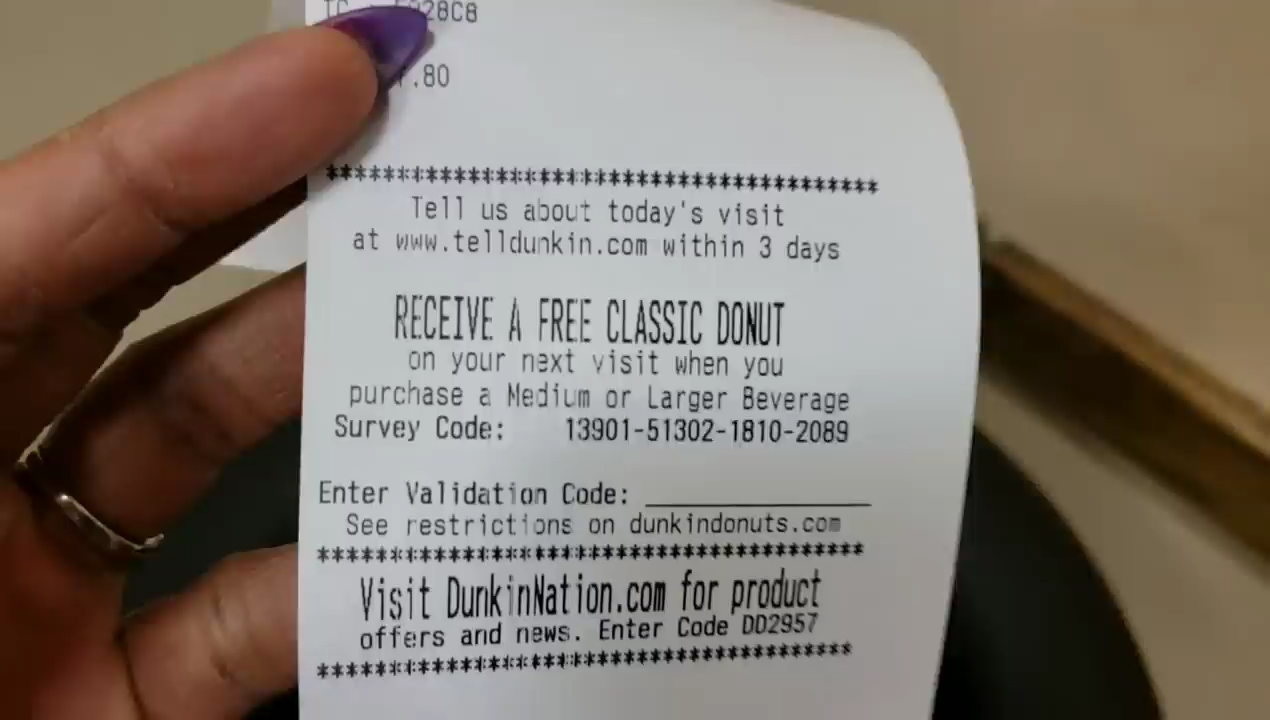 28C8
.80
******************************************
Tell us about today's visit
at www.telldunkin.com within 3 days
RECEIVE A FREE CLASSIC DONUT
on your next visit when you
purchase a Medium or Larger Beverage
Survey Code: 13901-51302-1810-2089
Enter Validation Code: ________________
See restrictions on dunkindonuts.com
******************************************
Visit DunkinNation.com for product
offers and news. Enter Code DD2957
******************************************